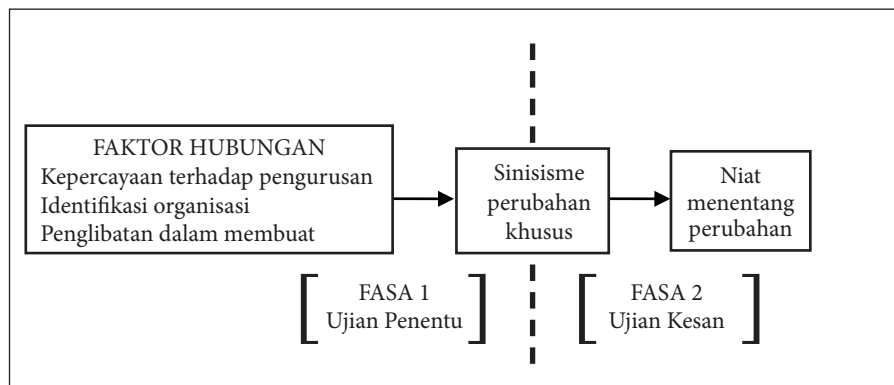 FAKTOR HUBUNGAN
Kepercayaan terhadap pengurusan
Identifikasi organisasi
Penglibatan dalam membuat
Sinisisme
perubahan
khusus
Niat
menentang
perubahan
FASA 1
Ujian Penentu
FASA 2
Ujian Kesan